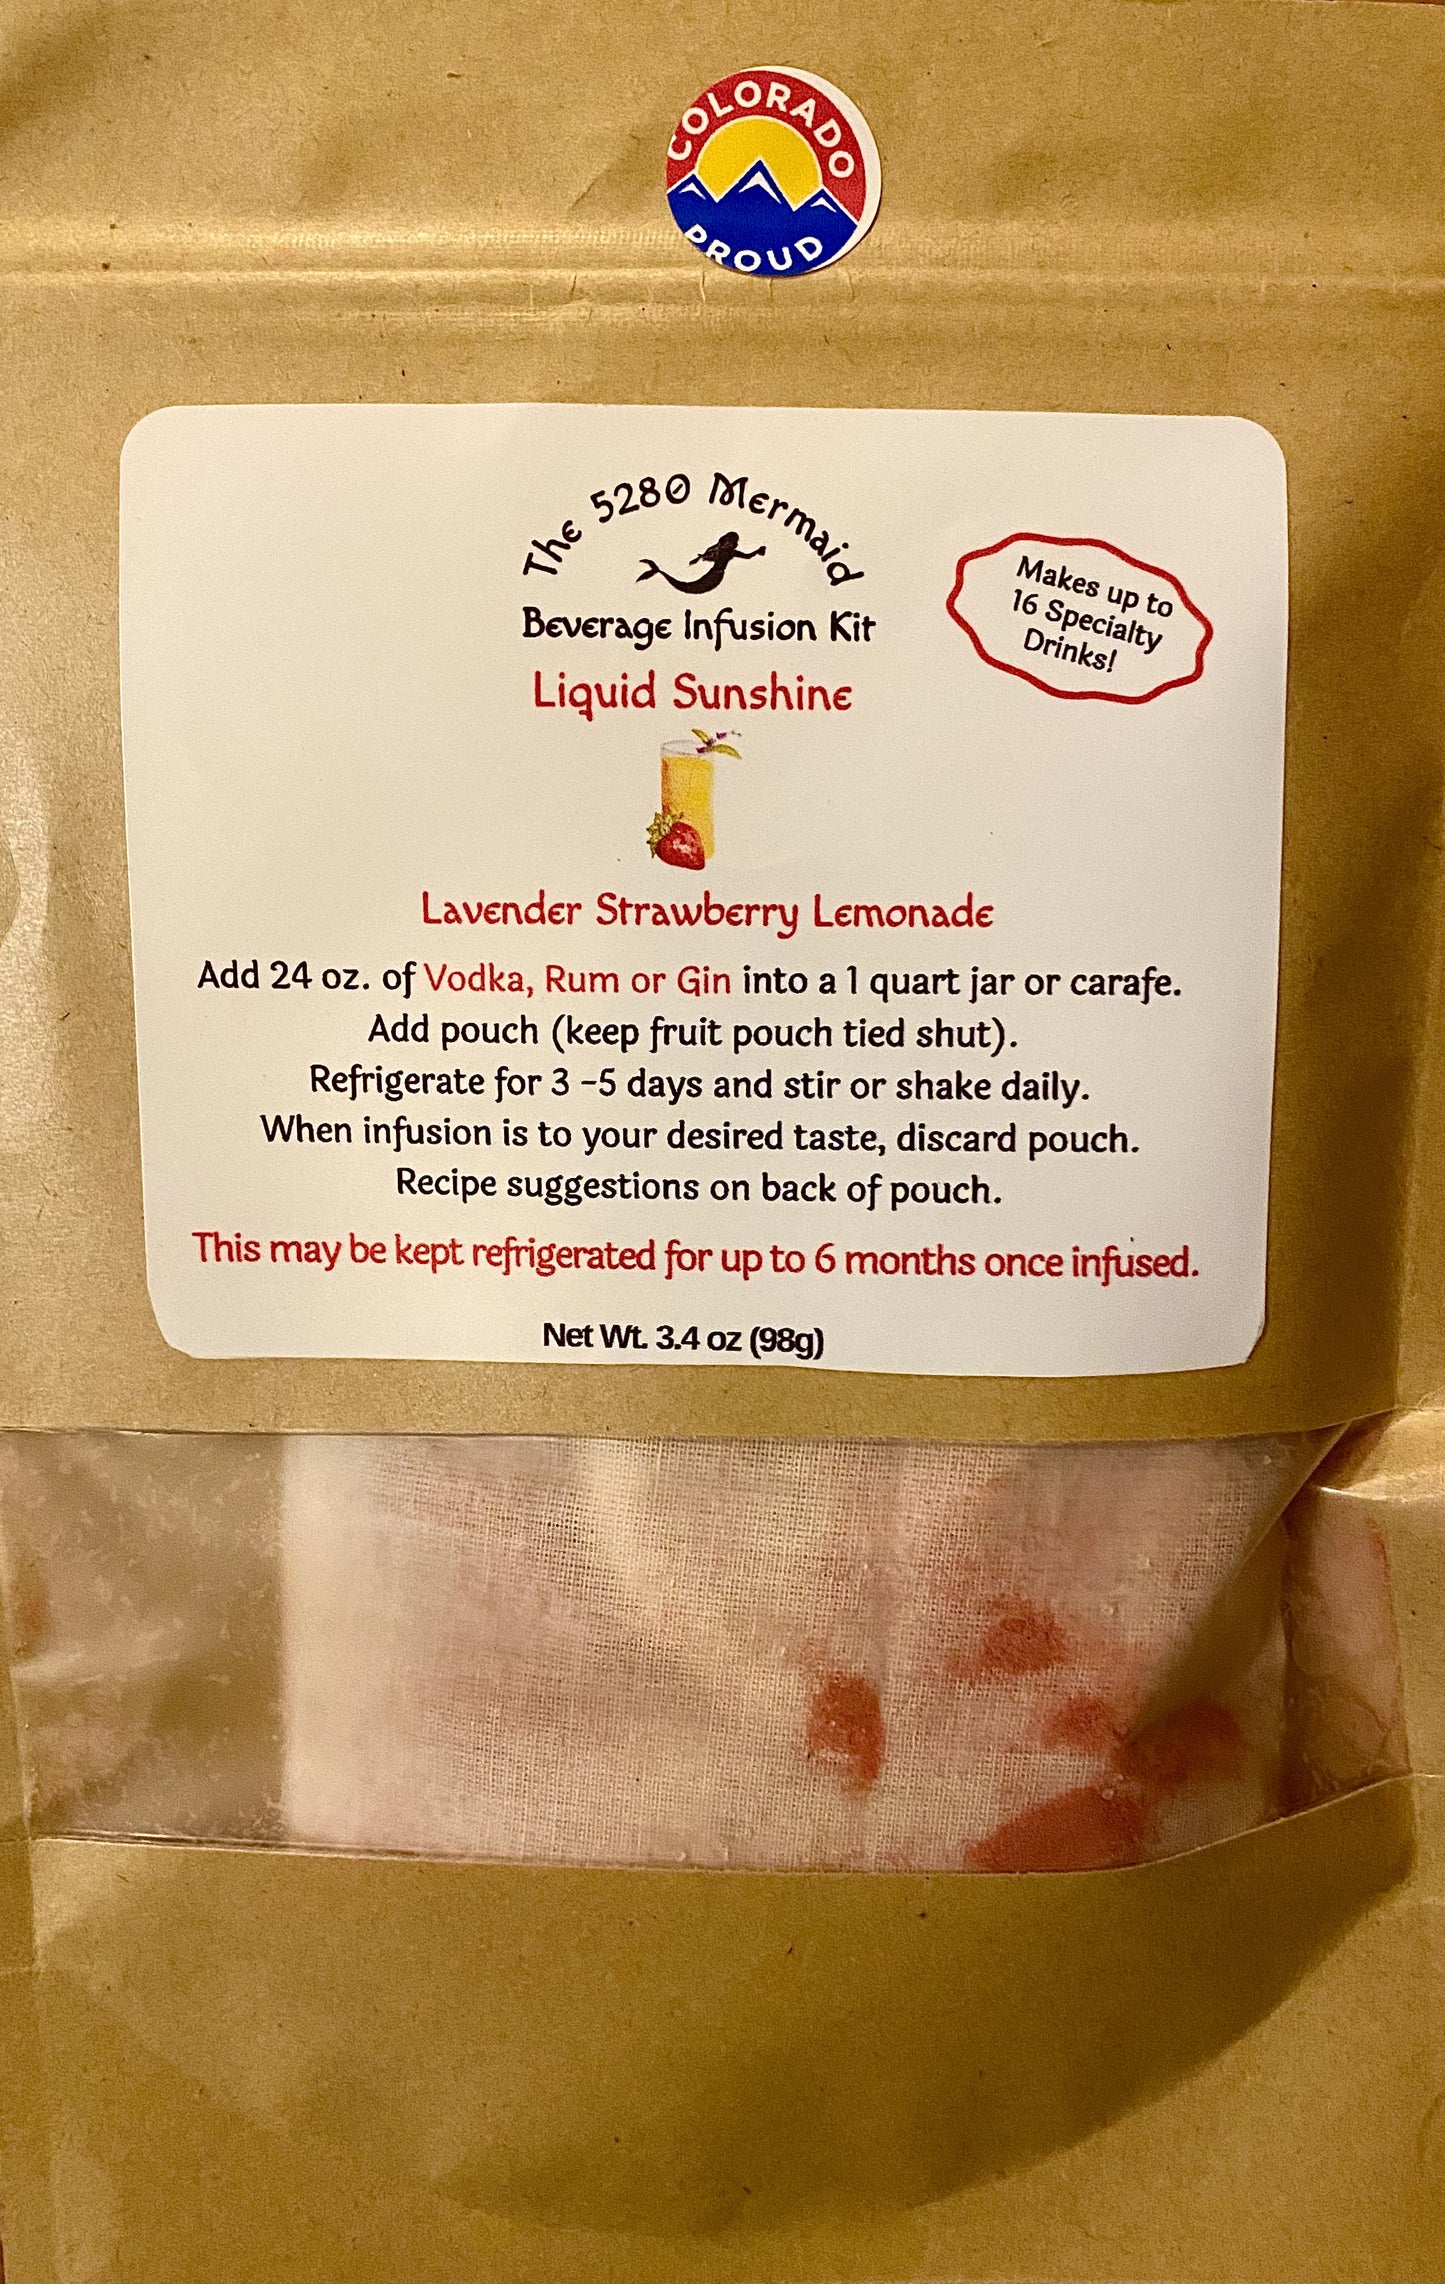 COLORADO
PROUD
The 5280 Mermaid
Beverage Infusion Kit
Liquid Sunshine
Makes up to
16 Specialty
Drinks!
Lavender Strawberry Lemonade
Add 24 oz. of Vodka, Rum or Gin into a 1 quart jar or carafe.
Add pouch (keep fruit pouch tied shut).
Refrigerate for 3 -5 days and stir or shake daily.
When infusion is to your desired taste, discard pouch.
Recipe suggestions on back of pouch.
This may be kept refrigerated for up to 6 months once infused.
Net Wt. 3.4 oz (98g)